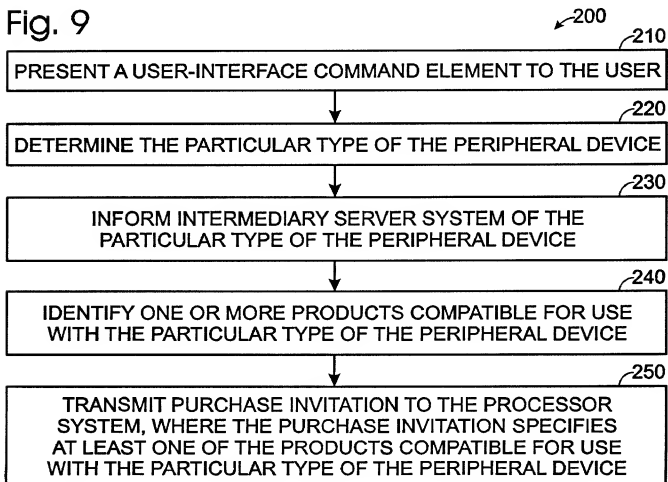 Fig. 9
200
210
PRESENT A USER-INTERFACE COMMAND ELEMENT TO THE USER
220
DETERMINE THE PARTICULAR TYPE OF THE PERIPHERAL DEVICE
230
INFORM INTERMEDIARY SERVER SYSTEM OF THE
PARTICULAR TYPE OF THE PERIPHERAL DEVICE
240
IDENTIFY ONE OR MORE PRODUCTS COMPATIBLE FOR USE
WITH THE PARTICULAR TYPE OF THE PERIPHERAL DEVICE
250
TRANSMIT PURCHASE INVITATION TO THE PROCESSOR
SYSTEM, WHERE THE PURCHASE INVITATION SPECIFIES
AT LEAST ONE OF THE PRODUCTS COMPATIBLE FOR USE
WITH THE PARTICULAR TYPE OF THE PERIPHERAL DEVICE